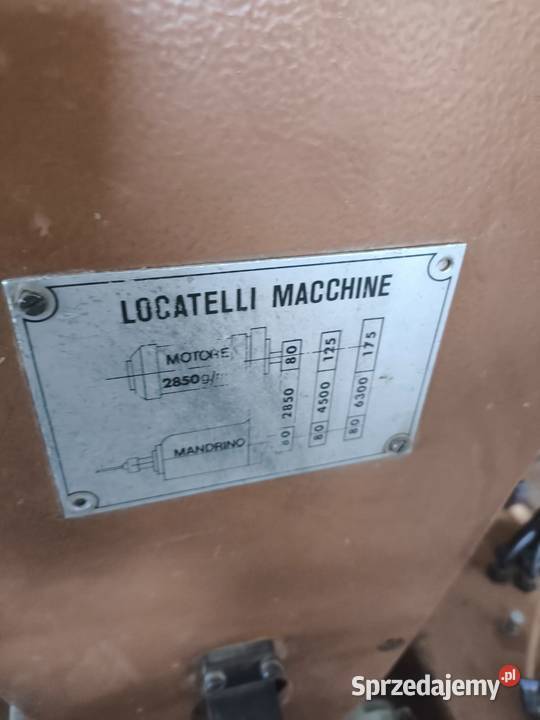 LOCATELLI MACCHINE
MOTORE
2850g/
80
125
175
2850
4500
6300
MANDRINO
80
80
80
Sprzedajemy.pl